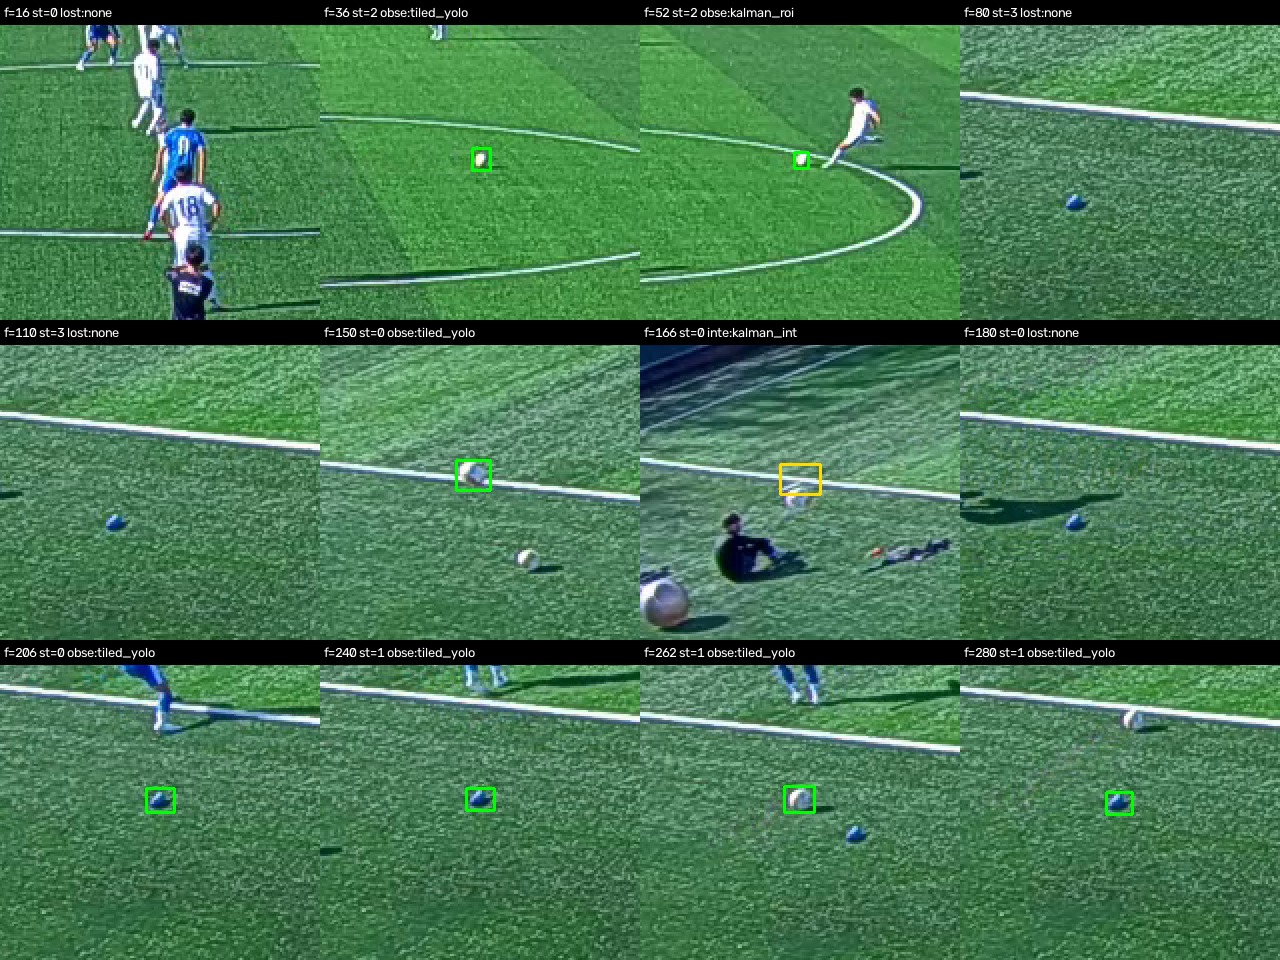 f=16 st=0 lost:none
f=36 st=2 obse:tiled_yolo
f=52 st=2 obse:kalman_roi
f=80 st=3 lost:none
18
f=110 st=3 lost:none
f=150 st=0 obse:tiled_yolo
f=166 st=0 inte:kalman_int
f=180 st=0 lost:none
f=206 st=0 obse:tiled_yolo
f=240 st=1 obse:tiled_yolo
f=262 st=1 obse:tiled_yolo
f=280 st=1 obse:tiled_yolo